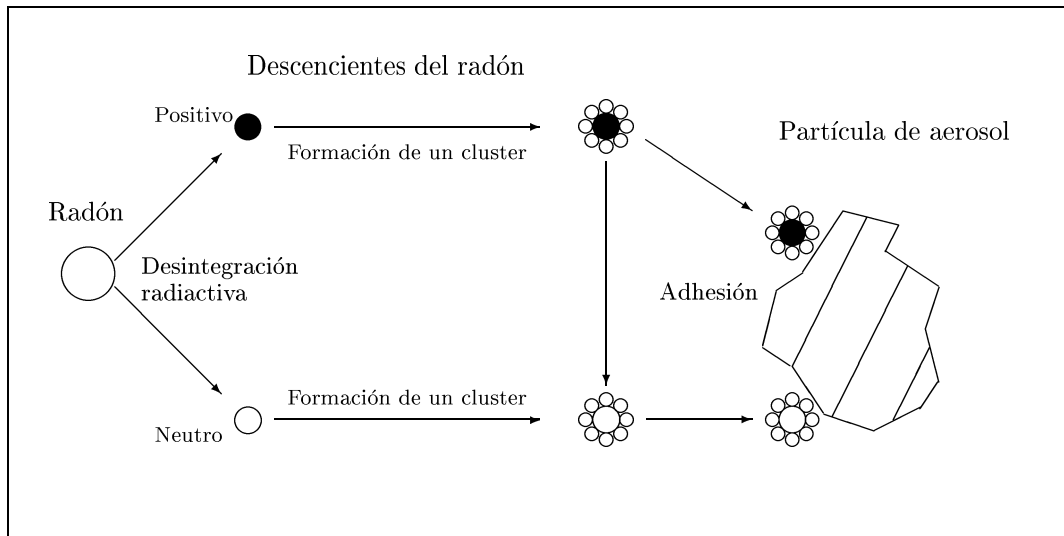 Descencientes del radón
Positivo
Formación de un cluster
Partícula de aerosol
Radón
Desintegración
radiactiva
Adhesión
Formación de un cluster
Neutro